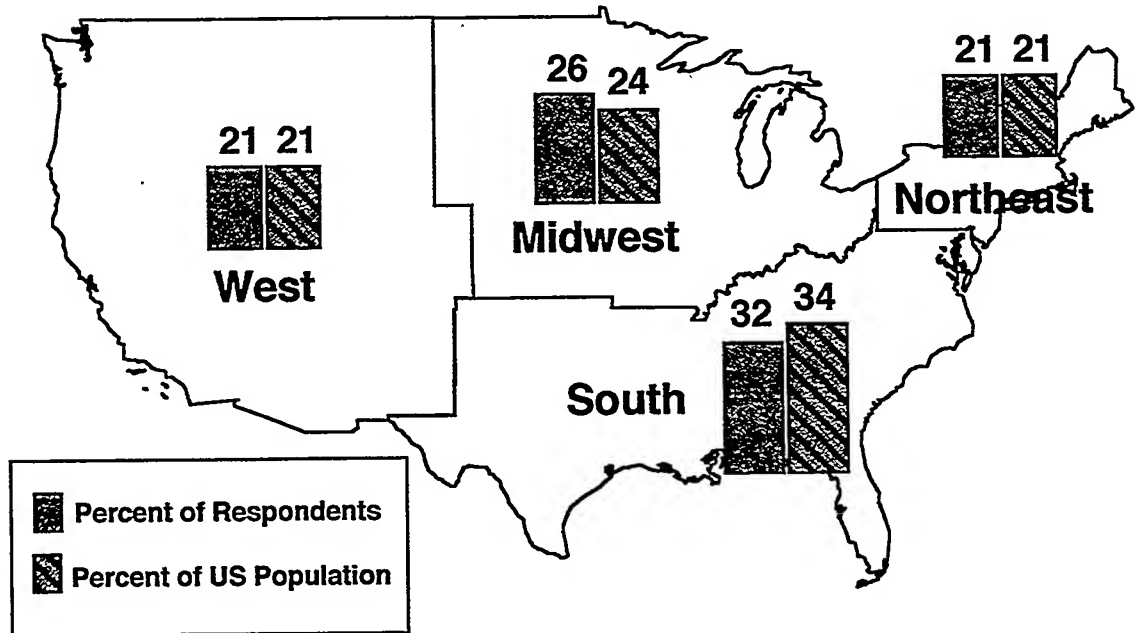 21 21
26 24
21 21
West
Midwest
Northeast
32 34
South
Percent of Respondents
Percent of US Population